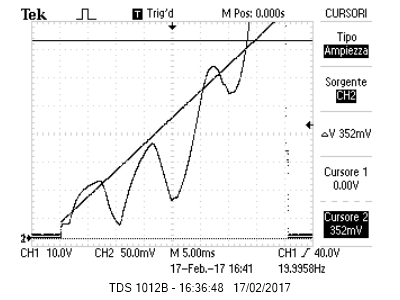 Tek T Trig'd M Pos: 0.000s CURSORI
Tipo
Ampiezza
Sorgente
CH2
△V 352mV
Cursore 1
0.00V
Cursore 2
352mV
2
CH1 10.0V CH2 50.0mV M 5.00ms CH1 / 40.0V
17-Feb.-17 16:41 13.3958Hz
TDS 1012B - 16:36:48 17/02/2017